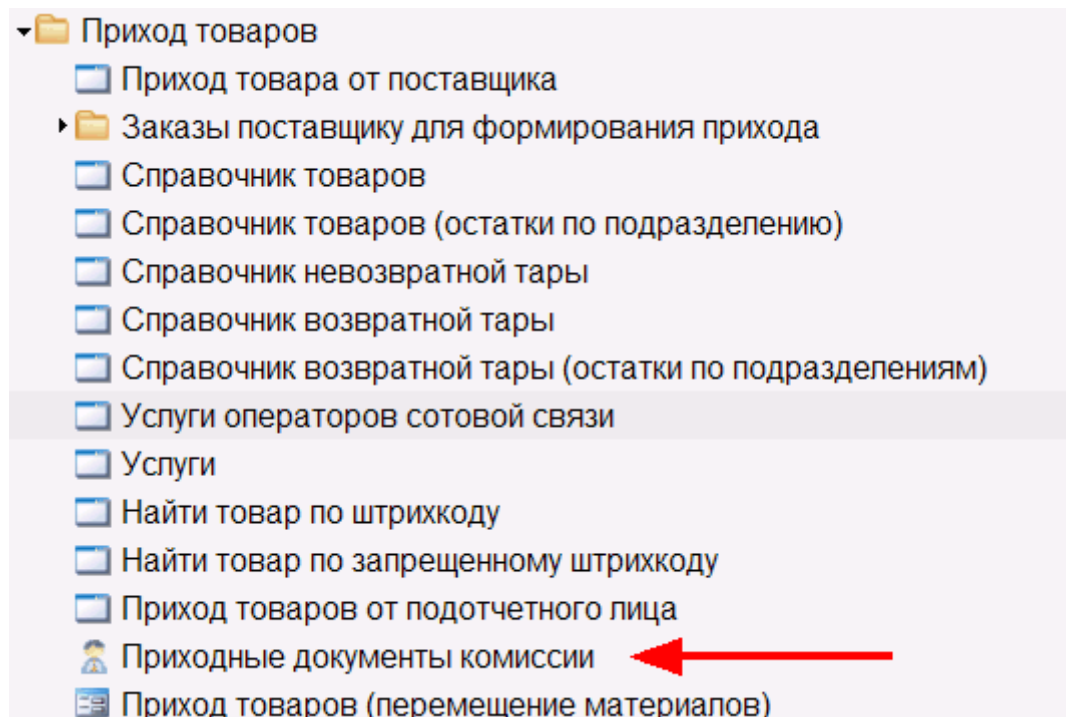 Приход товаров
Приход товара от поставщика
Заказы поставщику для формирования прихода
Справочник товаров
Справочник товаров (остатки по подразделению)
Справочник невозвратной тары
Справочник возвратной тары
Справочник возвратной тары (остатки по подразделениям)
Услуги операторов сотовой связи
Услуги
Найти товар по штрихкоду
Найти товар по запрещенному штрихкоду
Приход товаров от подотчетного лица
Приходные документы комиссии
Приход товаров (перемещение материалов)